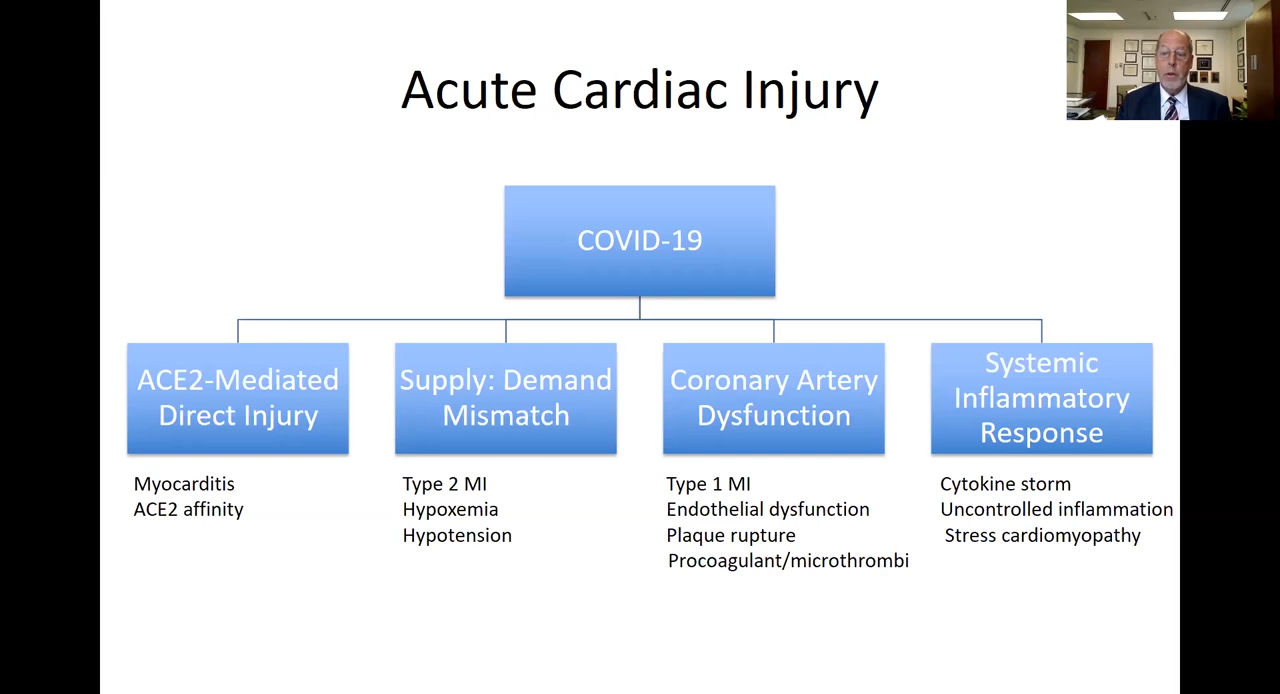 Acute Cardiac Injury
COVID-19
ACE2-Mediated
Direct Injury
Supply: Demand
Mismatch
Coronary Artery
Dysfunction
Systemic
Inflammatory
Response
Myocarditis
ACE2 affinity
Type 2 MI
Hypoxemia
Hypotension
Type 1 MI
Endothelial dysfunction
Plaque rupture
Procoagulant/microthrombi
Cytokine storm
Uncontrolled inflammation
Stress cardiomyopathy